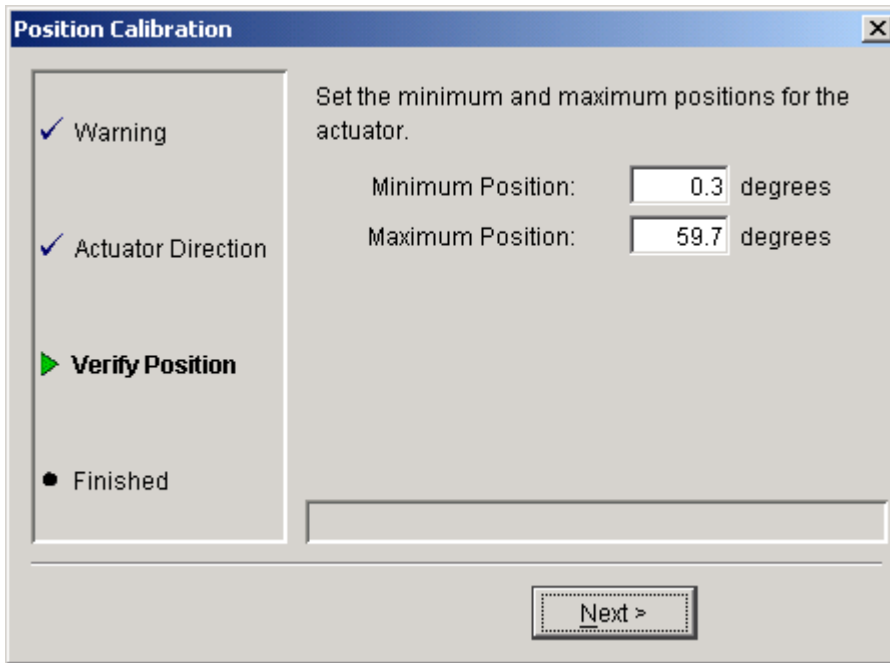 Position Calibration
Warning
Actuator Direction
Verify Position
Finished
Set the minimum and maximum positions for the
actuator.
Minimum Position: 0.3 degrees
Maximum Position: 59.7 degrees
Next >